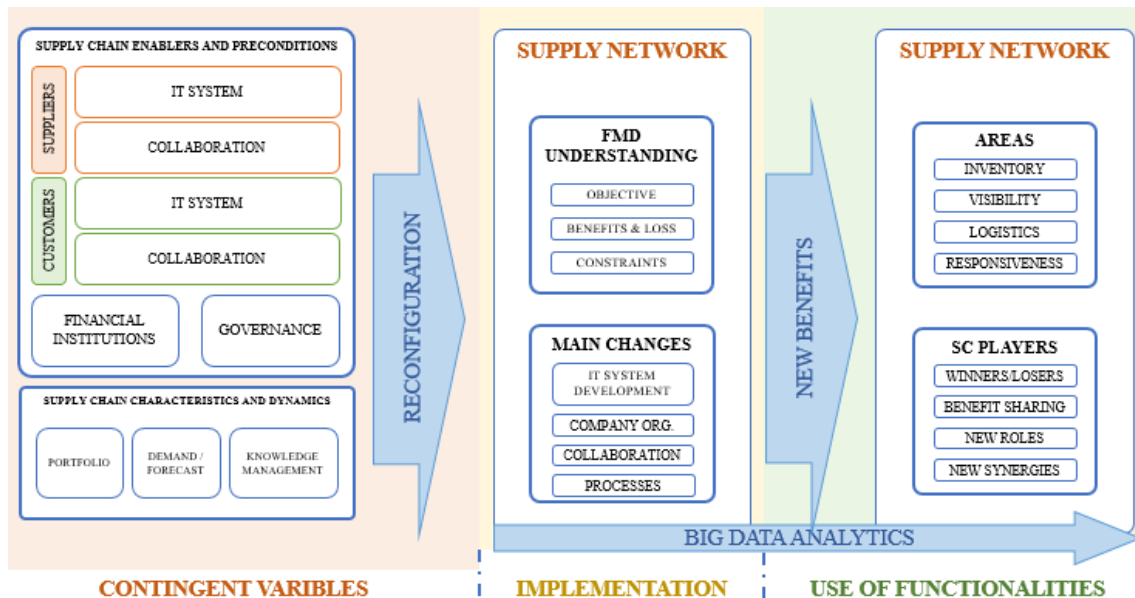 SUPPLY CHAIN ENABLERS AND PRECONDITIONS
SUPPLIERS
IT SYSTEM
COLLABORATION
CUSTOMERS
IT SYSTEM
COLLABORATION
FINANCIAL
INSTITUTIONS
GOVERNANCE
SUPPLY CHAIN CHARACTERISTICS AND DYNAMICS
PORTFOLIO
DEMAND /
FORECAST
KNOWLEDGE
MANAGEMENT
RECONFIGURATION
SUPPLY NETWORK
FMD
UNDERSTANDING
OBJECTIVE
BENEFITS & LOSS
CONSTRAINTS
MAIN CHANGES
IT SYSTEM
DEVELOPMENT
COMPANY ORG.
COLLABORATION
PROCESSES
NEW BENEFITS
SUPPLY NETWORK
AREAS
INVENTORY
VISIBILITY
LOGISTICS
RESPONSIVENESS
SC PLAYERS
WINNERS/LOSERS
BENEFIT SHARING
NEW ROLES
NEW SYNERGIES
BIG DATA ANALYTICS
CONTINGENT VARIABLES
IMPLEMENTATION
USE OF FUNCTIONALITIES